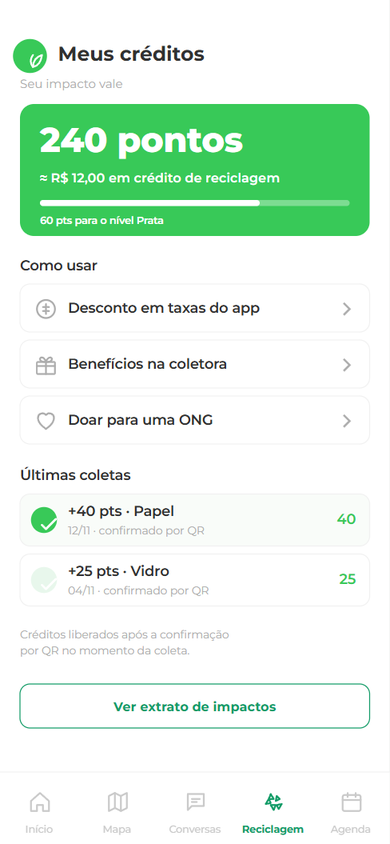 Meus créditos
Seu impacto vale
240 pontos
≈ R$ 12,00 em crédito de reciclagem
60 pts para o nível Prata
Como usar
Desconto em taxas do app
Benefícios na coletora
Doar para uma ONG
Últimas coletas
+40 pts · Papel
12/11 · confirmado por QR
40
+25 pts · Vidro
04/11 · confirmado por QR
25
Créditos liberados após a confirmação
por QR no momento da coleta.
Ver extrato de impactos
Início
Mapa
Conversas
Reciclagem
Agenda